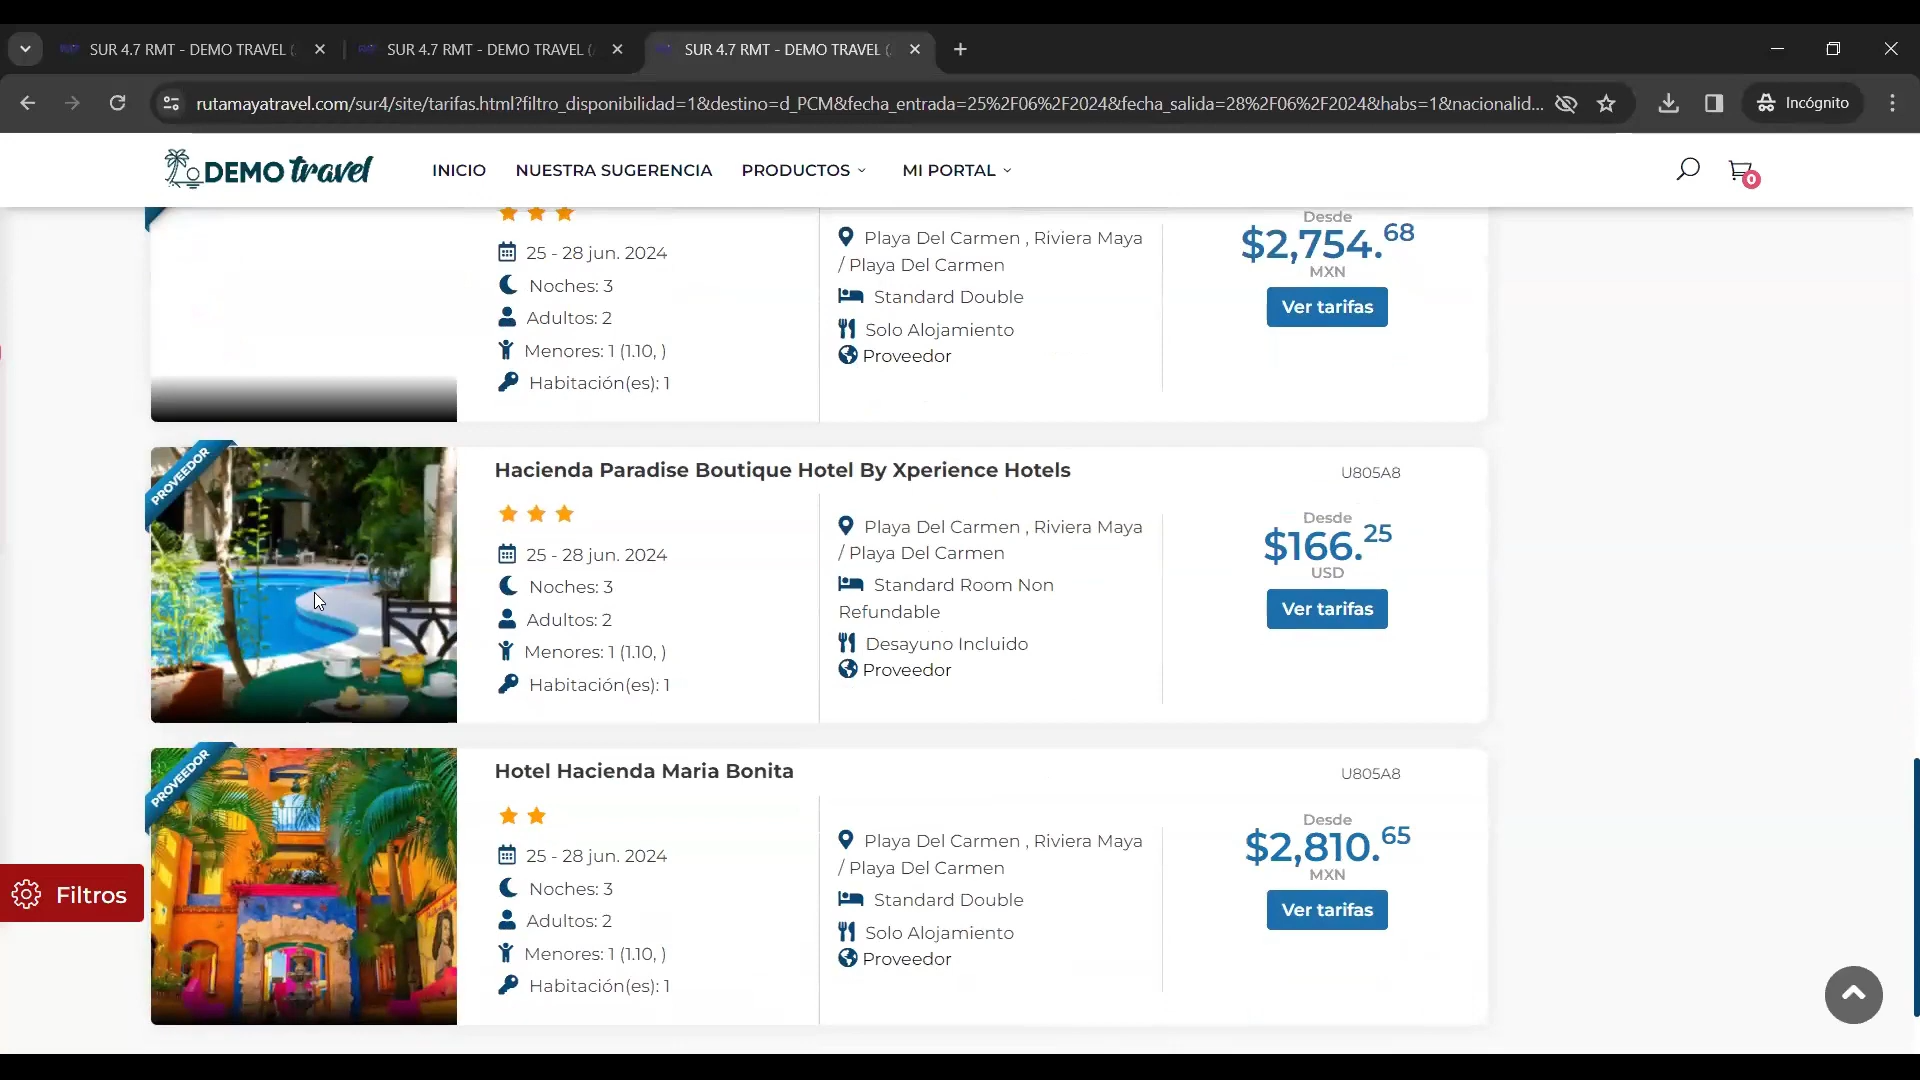 SUR 4.7 RMT - DEMO TRAVEL (
SUR 4.7 RMT - DEMO TRAVEL (
SUR 4.7 RMT - DEMO TRAVEL (
rutamayatravel.com/sur4/site/tarifas.html?filtro_disponibilidad=1&destino=d_PCM&fecha_entrada=25%2F06%2F2024&fecha_salida=28%2F06%2F2024&habs=1&nacionalid...
Incógnito
DEMO travel
INICIO
NUESTRA SUGERENCIA
PRODUCTOS
MI PORTAL
0
25 - 28 jun. 2024
Noches: 3
Adultos: 2
Menores: 1 (1.10, )
Habitación(es): 1
Playa Del Carmen , Riviera Maya
/ Playa Del Carmen
Standard Double
Solo Alojamiento
Proveedor
Desde
$2,754.68
MXN
Ver tarifas
PROVEEDOR
Hacienda Paradise Boutique Hotel By Xperience Hotels
U805A8
25 - 28 jun. 2024
Noches: 3
Adultos: 2
Menores: 1 (1.10, )
Habitación(es): 1
Playa Del Carmen , Riviera Maya
/ Playa Del Carmen
Standard Room Non
Refundable
Desayuno Incluido
Proveedor
Desde
$166.25
USD
Ver tarifas
PROVEEDOR
Hotel Hacienda Maria Bonita
U805A8
25 - 28 jun. 2024
Noches: 3
Adultos: 2
Menores: 1 (1.10, )
Habitación(es): 1
Playa Del Carmen , Riviera Maya
/ Playa Del Carmen
Standard Double
Solo Alojamiento
Proveedor
Desde
$2,810.65
MXN
Ver tarifas
Filtros